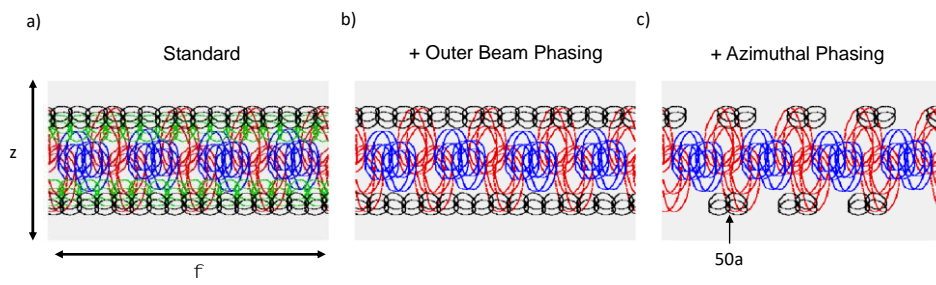 a)
Standard
b)
+ Outer Beam Phasing
c)
+ Azimuthal Phasing
z
f
50a